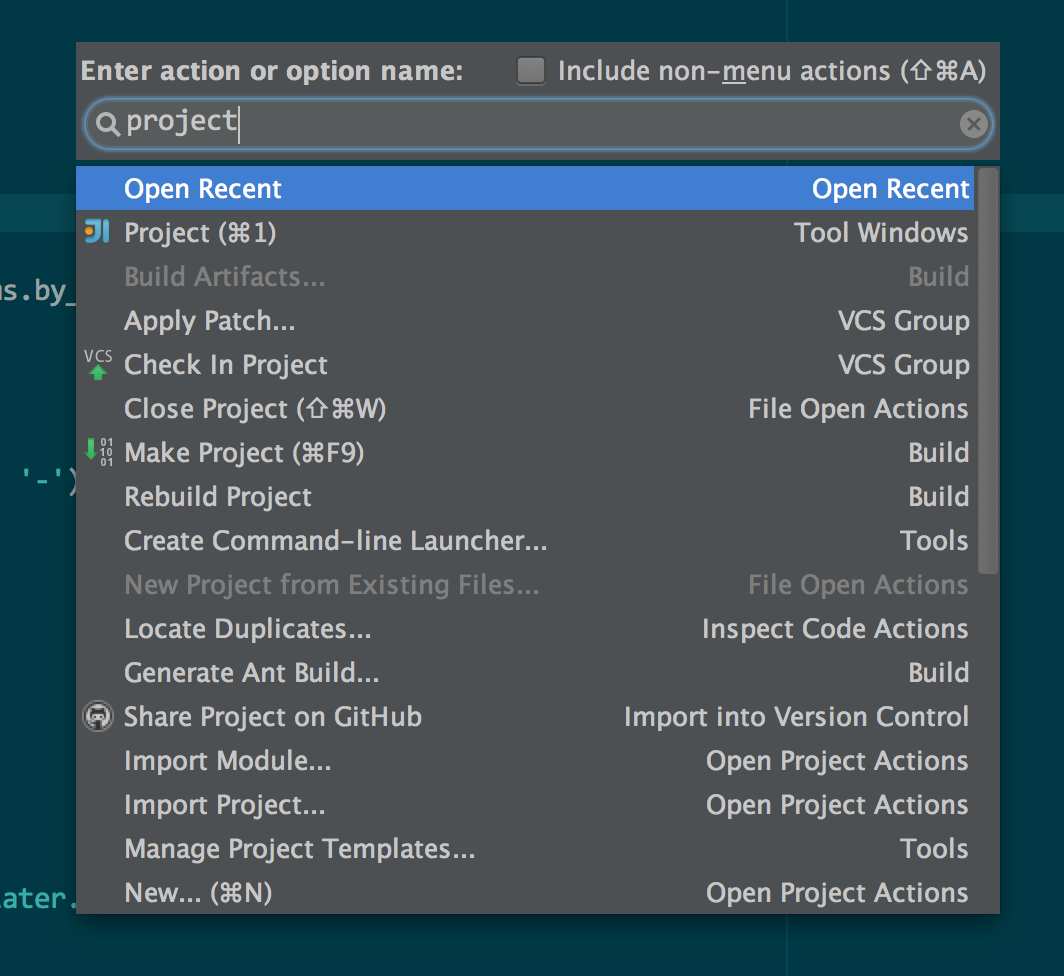 Enter action or option name: Include non-menu actions (⇧⌘A)
project
Open Recent Open Recent
Project (⌘1) Tool Windows
Build Artifacts... Build
s.by_
Apply Patch... VCS Group
VCS Check In Project VCS Group
Close Project (⇧⌘W) File Open Actions
01 10 01 Make Project (⌘F9) Build
'-')
Rebuild Project Build
Create Command-line Launcher... Tools
New Project from Existing Files... File Open Actions
Locate Duplicates... Inspect Code Actions
Generate Ant Build... Build
Share Project on GitHub Import into Version Control
Import Module... Open Project Actions
Import Project... Open Project Actions
Manage Project Templates... Tools
New... (⌘N) Open Project Actions
ater.